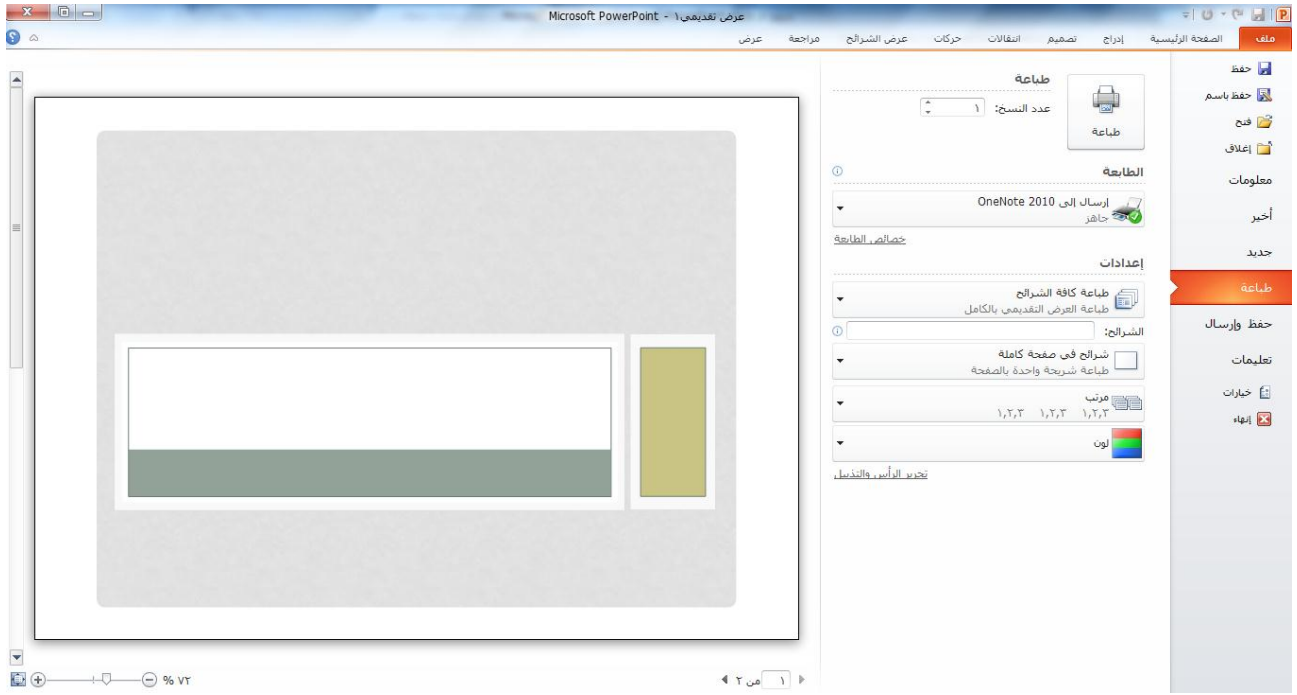 عرض تقديمي١ - Microsoft PowerPoint
ملف الصفحة الرئيسية إدراج تصميم انتقالات حركات عرض الشرائح مراجعة عرض
حفظ
حفظ باسم
فتح
إغلاق
معلومات
أخير
جديد
طباعة
حفظ وإرسال
تعليمات
خيارات
إنهاء
طباعة
طباعة
عدد النسخ: ١
الطابعة
إرسال إلى OneNote 2010
جاهز
خصائص الطابعة
إعدادات
طباعة كافة الشرائح
طباعة العرض التقديمي بالكامل
الشرائح:
شرائح في صفحة كاملة
طباعة شريحة واحدة بالصفحة
مرتب
١,٢,٣ ١,٢,٣ ١,٢,٣
لون
تحرير الرأس والتذييل
١ من ٢
٧٢ %